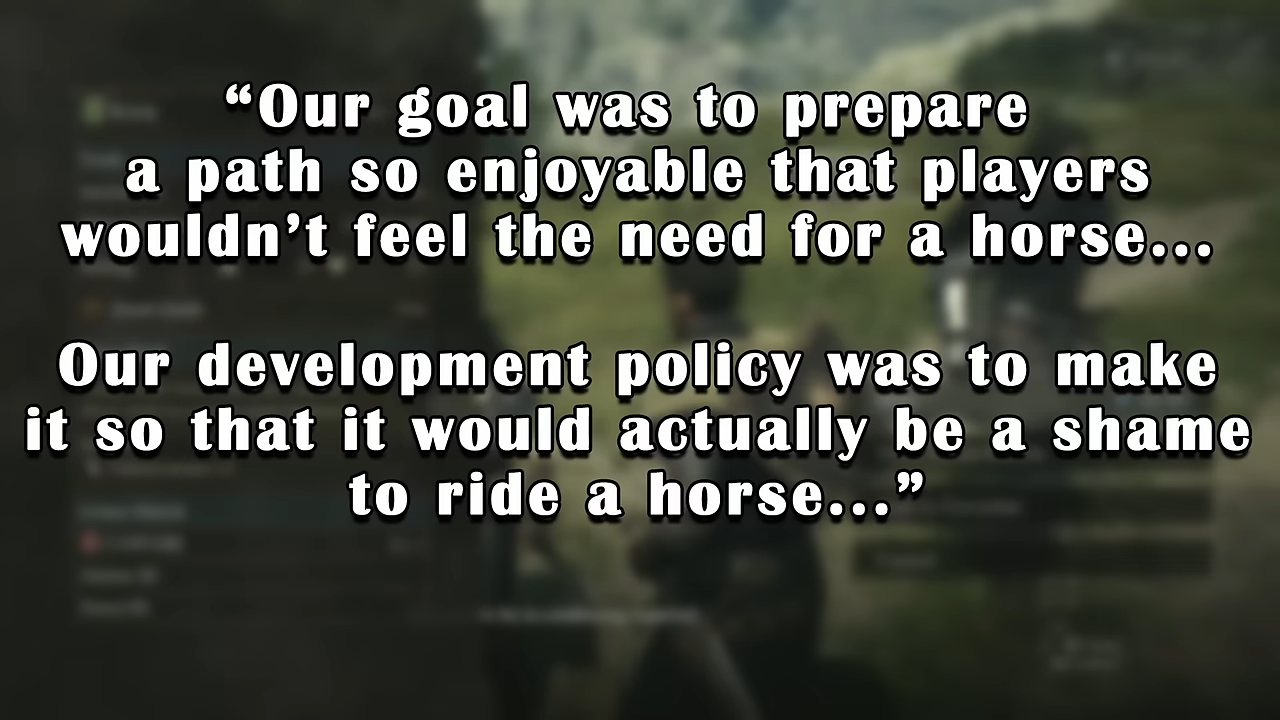 “Our goal was to prepare
a path so enjoyable that players
wouldn’t feel the need for a horse...
Our development policy was to make
it so that it would actually be a shame
to ride a horse...”